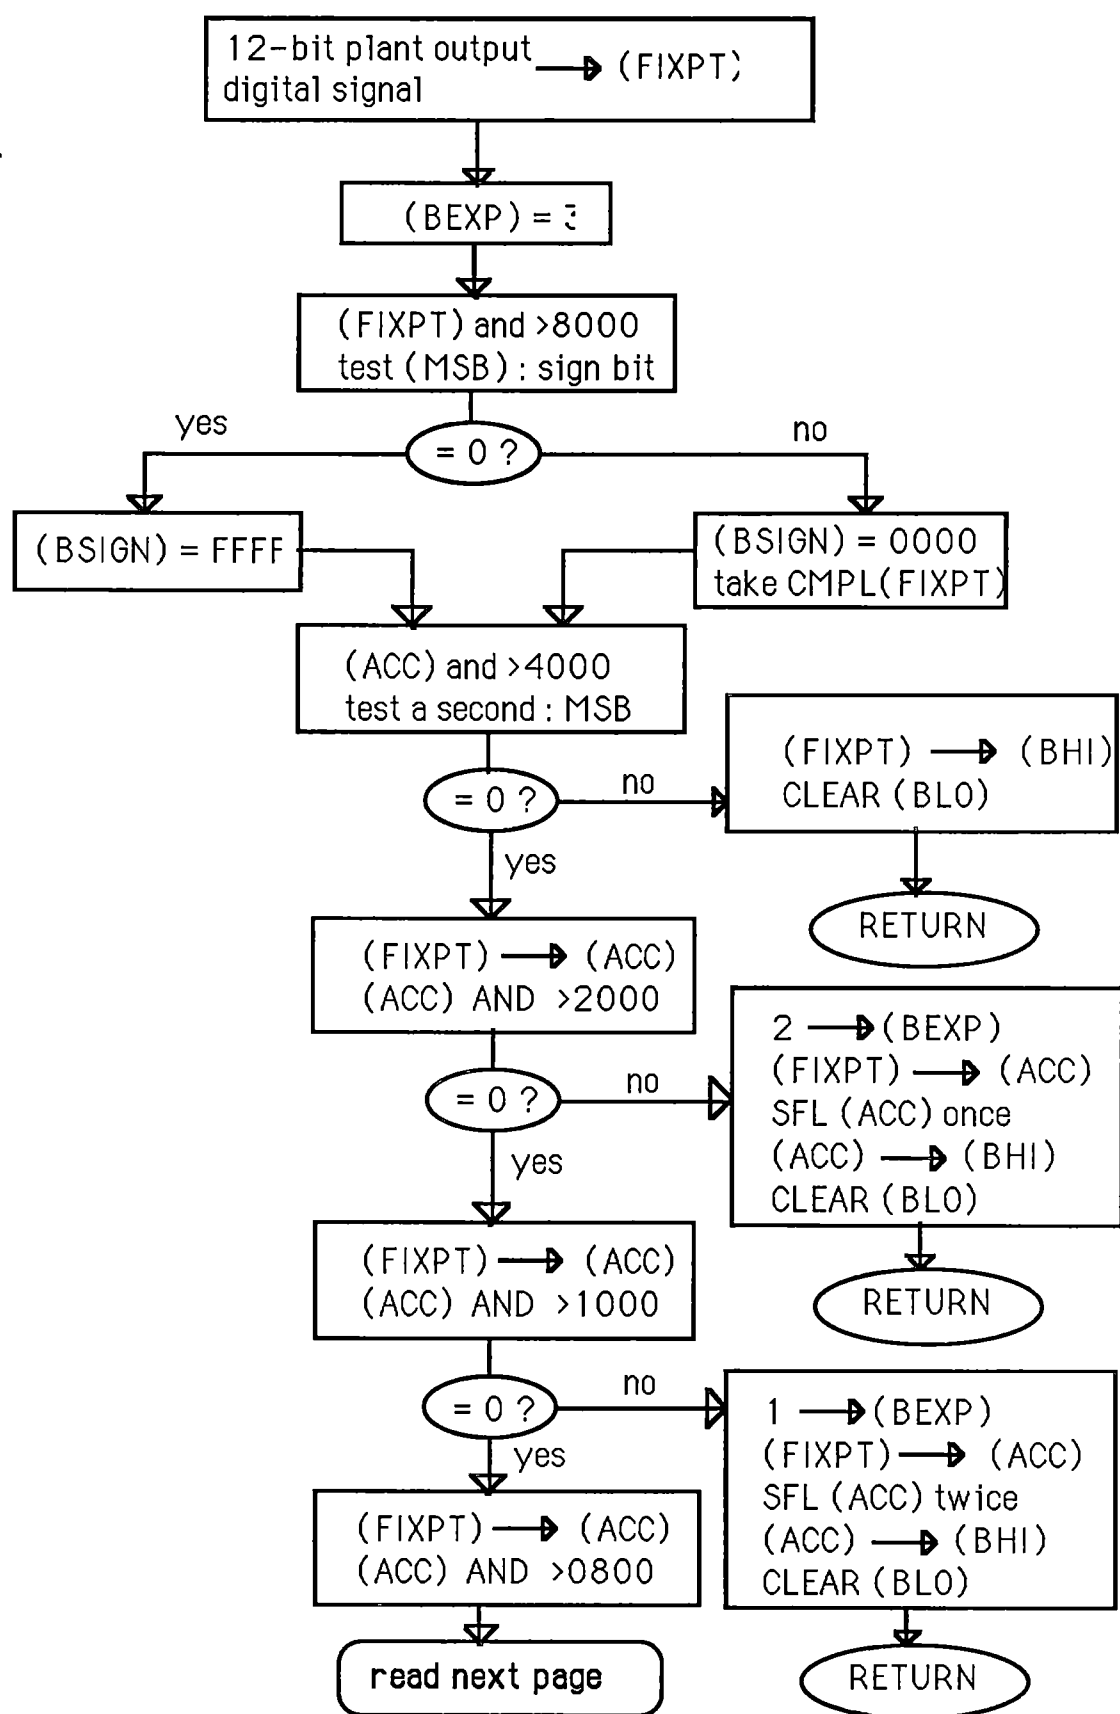 12-bit plant output → (FIXPT)
digital signal
(BEXP) = 3
(FIXPT) and >8000
test (MSB) : sign bit
= 0 ?
yes
no
(BSIGN) = FFFF
(BSIGN) = 0000
take CMPL(FIXPT)
(ACC) and >4000
test a second : MSB
= 0 ?
no
yes
(FIXPT) → (BHI)
CLEAR (BLO)
RETURN
(FIXPT) → (ACC)
(ACC) AND >2000
= 0 ?
no
yes
2 → (BEXP)
(FIXPT) → (ACC)
SFL (ACC) once
(ACC) → (BHI)
CLEAR (BLO)
RETURN
(FIXPT) → (ACC)
(ACC) AND >1000
= 0 ?
no
yes
1 → (BEXP)
(FIXPT) → (ACC)
SFL (ACC) twice
(ACC) → (BHI)
CLEAR (BLO)
RETURN
(FIXPT) → (ACC)
(ACC) AND >0800
read next page